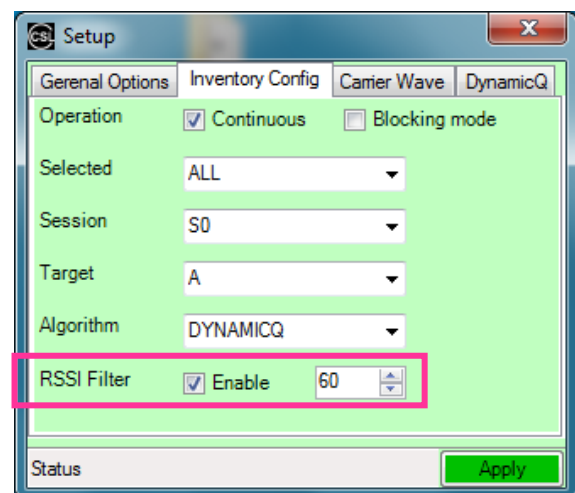 CSL Setup
Gerenal Options Inventory Config Carrier Wave DynamicQ
Operation Continuous Blocking mode
Selected ALL
Session S0
Target A
Algorithm DYNAMICQ
RSSI Filter Enable 60
Status Apply